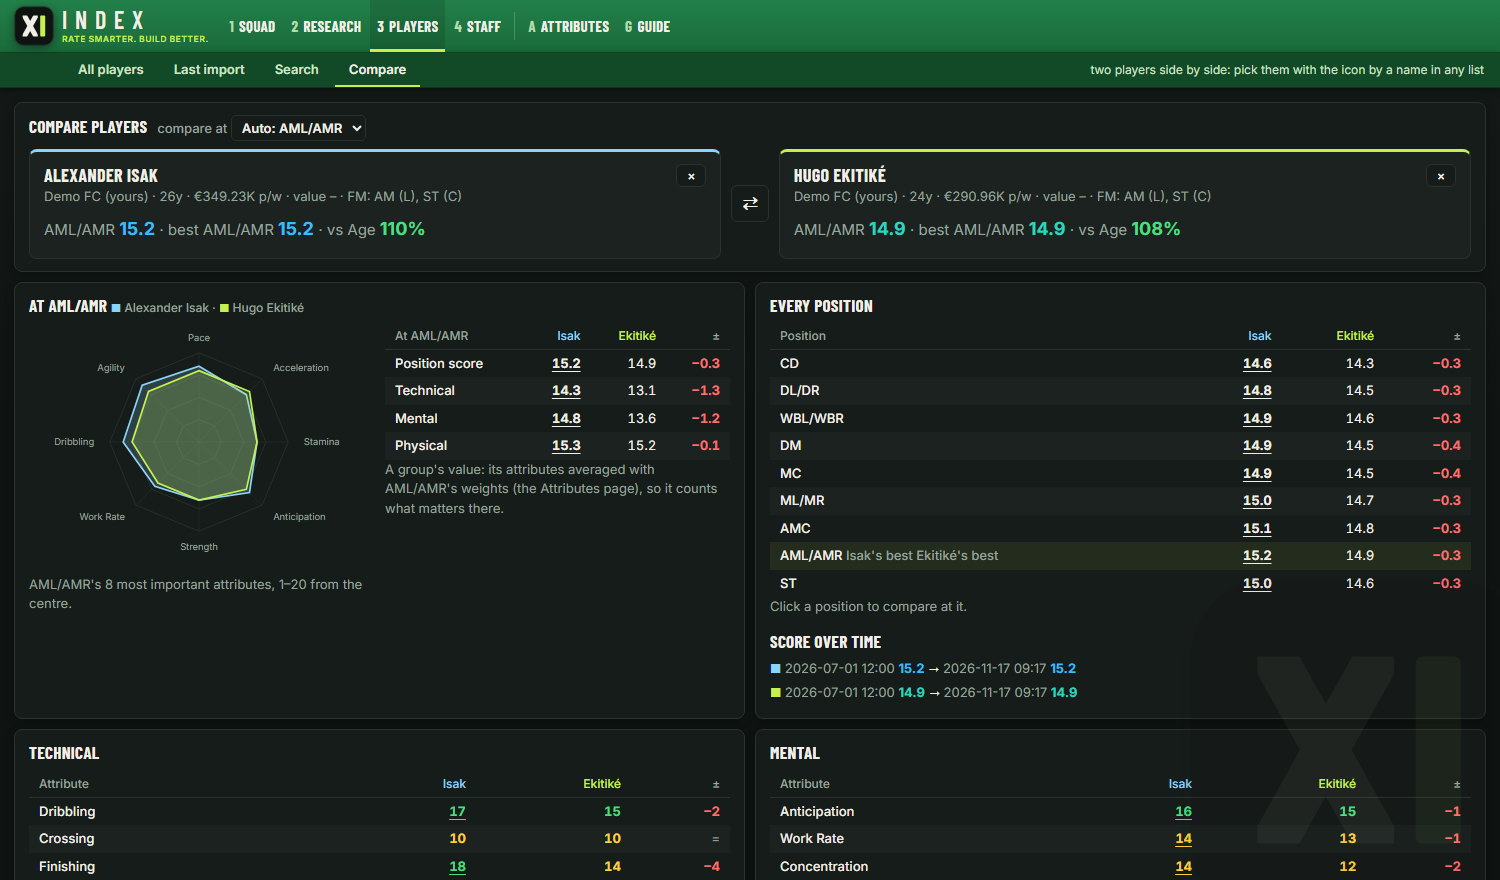 XI INDEX
RATE SMARTER. BUILD BETTER.
1 SQUAD 2 RESEARCH 3 PLAYERS 4 STAFF A ATTRIBUTES G GUIDE
All players Last import Search Compare two players side by side: pick them with the icon by a name in any list
COMPARE PLAYERS compare at Auto: AML/AMR
ALEXANDER ISAK ×
Demo FC (yours) · 26y · €349.23K p/w · value – · FM: AM (L), ST (C)
AML/AMR 15.2 · best AML/AMR 15.2 · vs Age 110%
⇄
HUGO EKITIKÉ ×
Demo FC (yours) · 24y · €290.96K p/w · value – · FM: AM (L), ST (C)
AML/AMR 14.9 · best AML/AMR 14.9 · vs Age 108%
AT AML/AMR Alexander Isak · Hugo Ekitiké
Pace
Agility Acceleration
Dribbling Stamina
Work Rate Anticipation
Strength
AML/AMR's 8 most important attributes, 1–20 from the
centre.
At AML/AMR Isak Ekitiké ±
Position score 15.2 14.9 −0.3
Technical 14.3 13.1 −1.3
Mental 14.8 13.6 −1.2
Physical 15.3 15.2 −0.1
A group's value: its attributes averaged with
AML/AMR's weights (the Attributes page), so it counts
what matters there.
EVERY POSITION
Position Isak Ekitiké ±
CD 14.6 14.3 −0.3
DL/DR 14.8 14.5 −0.3
WBL/WBR 14.9 14.6 −0.3
DM 14.9 14.5 −0.4
MC 14.9 14.5 −0.4
ML/MR 15.0 14.7 −0.3
AMC 15.1 14.8 −0.3
AML/AMR Isak's best Ekitiké's best 15.2 14.9 −0.3
ST 15.0 14.6 −0.3
Click a position to compare at it.
SCORE OVER TIME
2026-07-01 12:00 15.2 → 2026-11-17 09:17 15.2
2026-07-01 12:00 14.9 → 2026-11-17 09:17 14.9
TECHNICAL
Attribute Isak Ekitiké ±
Dribbling 17 15 −2
Crossing 10 10 =
Finishing 18 14 −4
MENTAL
Attribute Isak Ekitiké ±
Anticipation 16 15 −1
Work Rate 14 13 −1
Concentration 14 12 −2
XI